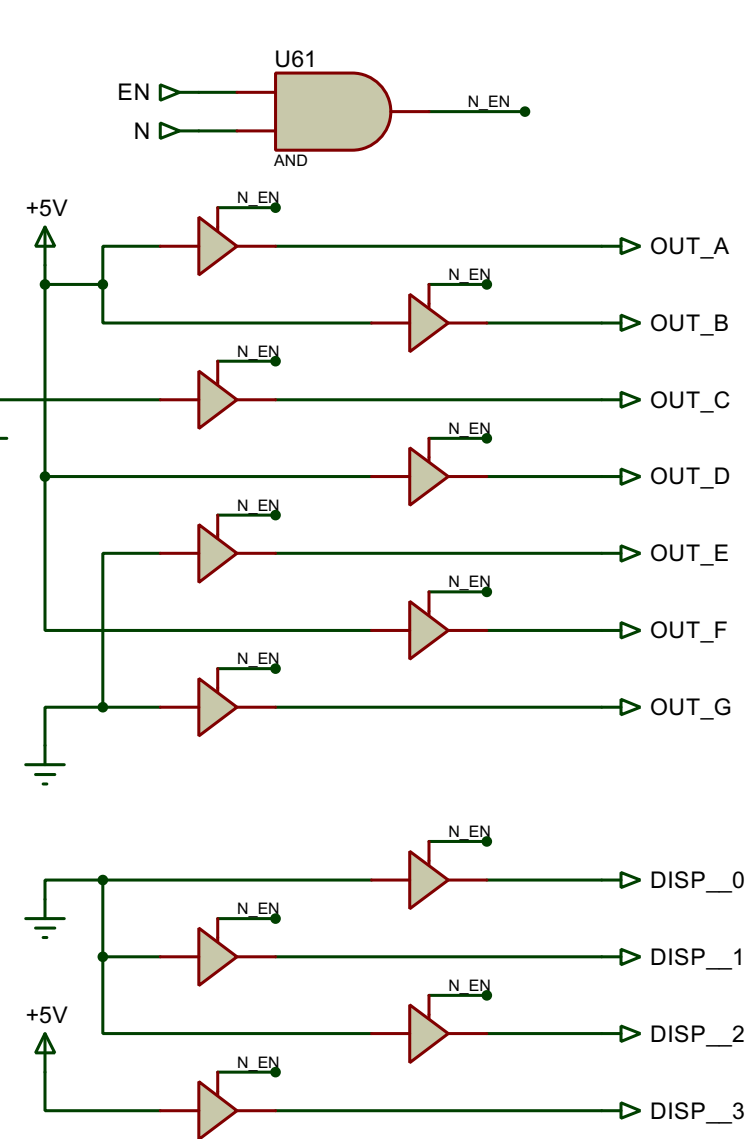 U61
EN
N_EN
N
AND
N_EN
+5V
OUT_A
N_EN
OUT_B
N_EN
OUT_C
N_EN
OUT_D
N_EN
OUT_E
N_EN
OUT_F
N_EN
OUT_G
N_EN
DISP__0
N_EN
DISP__1
N_EN
+5V
DISP__2
N_EN
DISP__3